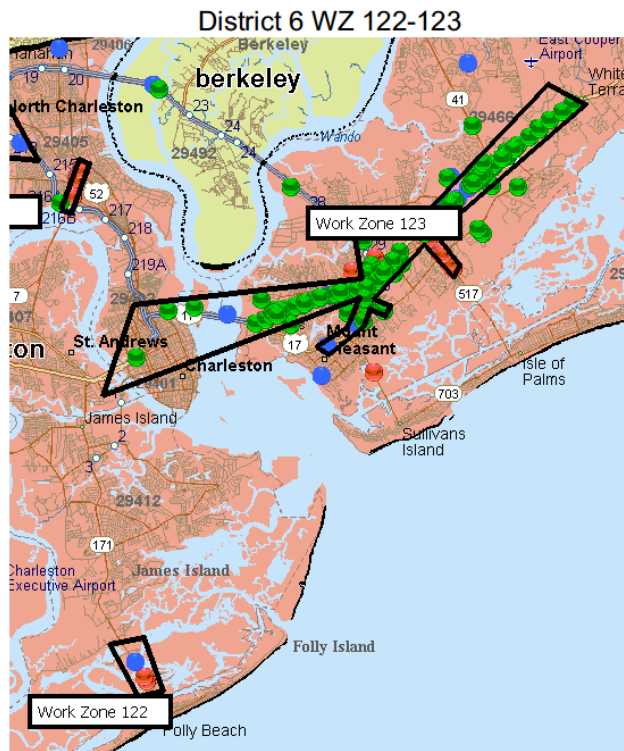 District 6 WZ 122-123
29406
Berkeley
East Cooper
Airport
19
20
berkeley
41
White
Terra
North Charleston
23
29466
29405
24
24
Wando
215
29492
28
52
216B
217
Work Zone 123
218
219A
7
517
17
St. Andrews
17
Mount
Pleasant
Charleston
Isle of
Palms
703
James Island
1
Sullivans
Island
2
3
29412
171
Charleston
Executive Airport
James Island
Folly Island
Work Zone 122
Folly Beach